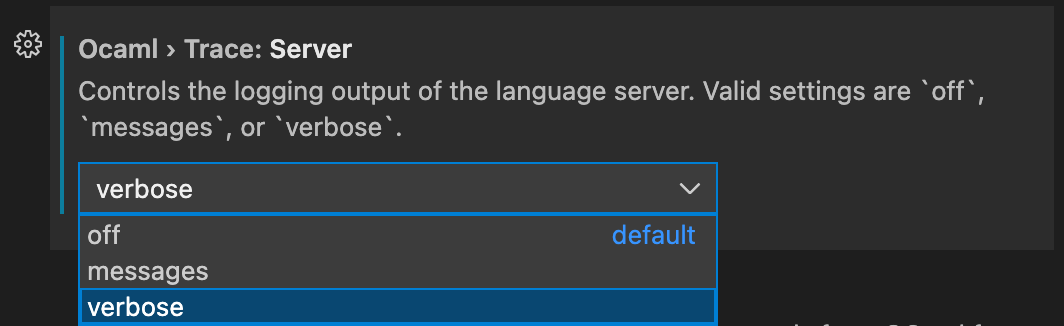 Ocaml › Trace: Server
Controls the logging output of the language server. Valid settings are `off`,
`messages`, or `verbose`.
verbose
off default
messages
verbose